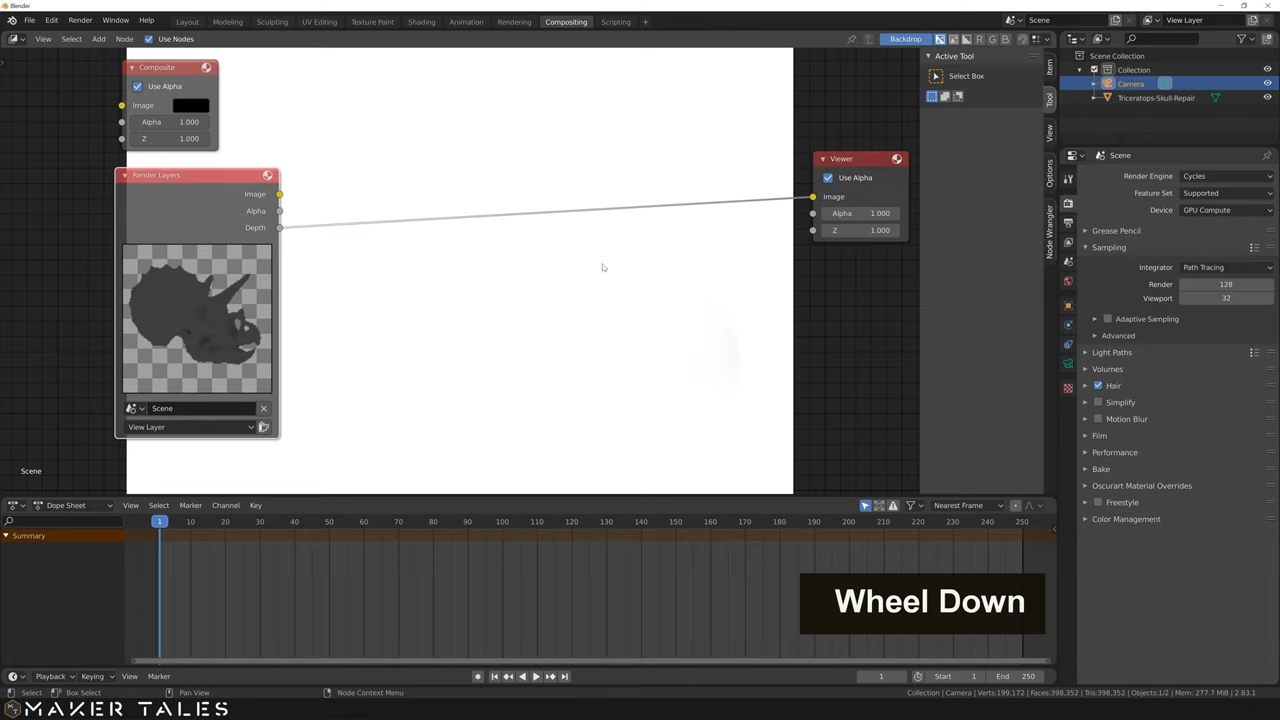 Blender
File Edit Render Window Help Layout Modeling Sculpting UV Editing Texture Paint Shading Animation Rendering Compositing Scripting + Scene View Layer
View Select Add Node Use Nodes Backdrop R G B
Composite
Use Alpha
Image
Alpha 1.000
Z 1.000
Render Layers
Image
Alpha
Depth
Scene
View Layer
Viewer
Use Alpha
Image
Alpha 1.000
Z 1.000
Scene
Active Tool
Select Box
Item
Tool
View
Options
Node Wrangler
Scene Collection
Collection
Camera
Triceratops-Skull-Repair
Scene
Render Engine Cycles
Feature Set Supported
Device GPU Compute
Grease Pencil
Sampling
Integrator Path Tracing
Render 128
Viewport 32
Adaptive Sampling
Advanced
Light Paths
Volumes
Hair
Simplify
Motion Blur
Film
Performance
Bake
Oscurart Material Overrides
Freestyle
Color Management
Dope Sheet View Select Marker Channel Key Nearest Frame
1 10 20 30 40 50 60 70 80 90 100 110 120 130 140 150 160 170 180 190 200 210 220 230 240 250
Summary
Wheel Down
Playback Keying View Marker 1 Start 1 End 250
Select Box Select Pan View Node Context Menu Collection | Camera | Verts:199,172 | Faces:398,352 | Tris:398,352 | Objects:1/2 | Mem: 277.7 MiB | 2.83.1
MAKER TALES